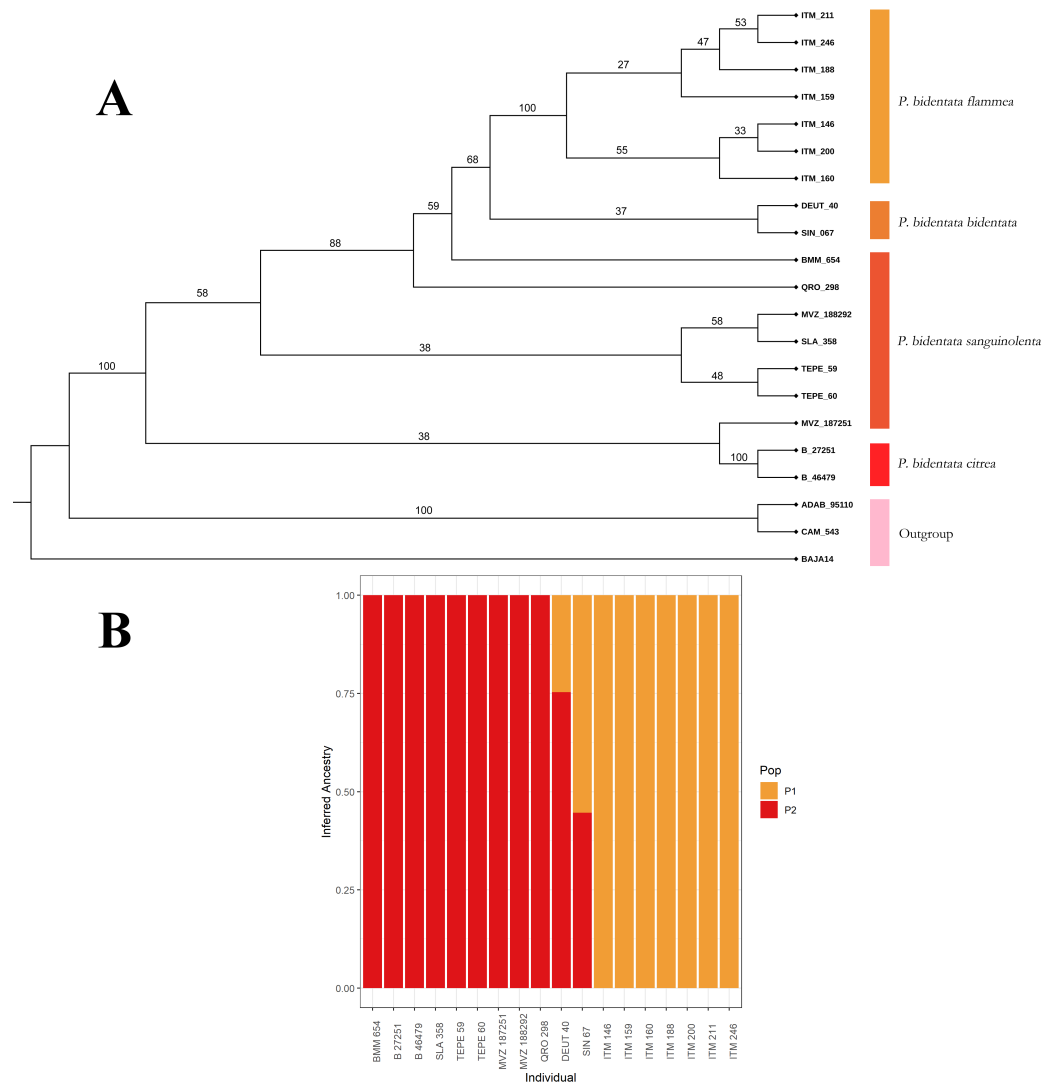 A
53
47
27
100
33
55
68
37
59
88
58
58
38
48
100
38
100
100
ITM_211
ITM_246
ITM_188
ITM_159
ITM_146
ITM_200
ITM_160
DEUT_40
SIN_067
BMM_654
QRO_298
MVZ_188292
SLA_358
TEPE_59
TEPE_60
MVZ_187251
B_27251
B_46479
ADAB_95110
CAM_543
BAJA14
P. bidentata flammea
P. bidentata bidentata
P. bidentata sanguinolenta
P. bidentata citrea
Outgroup
B
Inferred Ancestry
1.00
0.75
0.50
0.25
0.00
BMM 654
B 27251
B 46479
SLA 358
TEPE 59
TEPE 60
MVZ 187251
MVZ 188292
QRO 298
DEUT 40
SIN 67
ITM 146
ITM 159
ITM 160
ITM 188
ITM 200
ITM 211
ITM 246
Individual
Pop
P1
P2